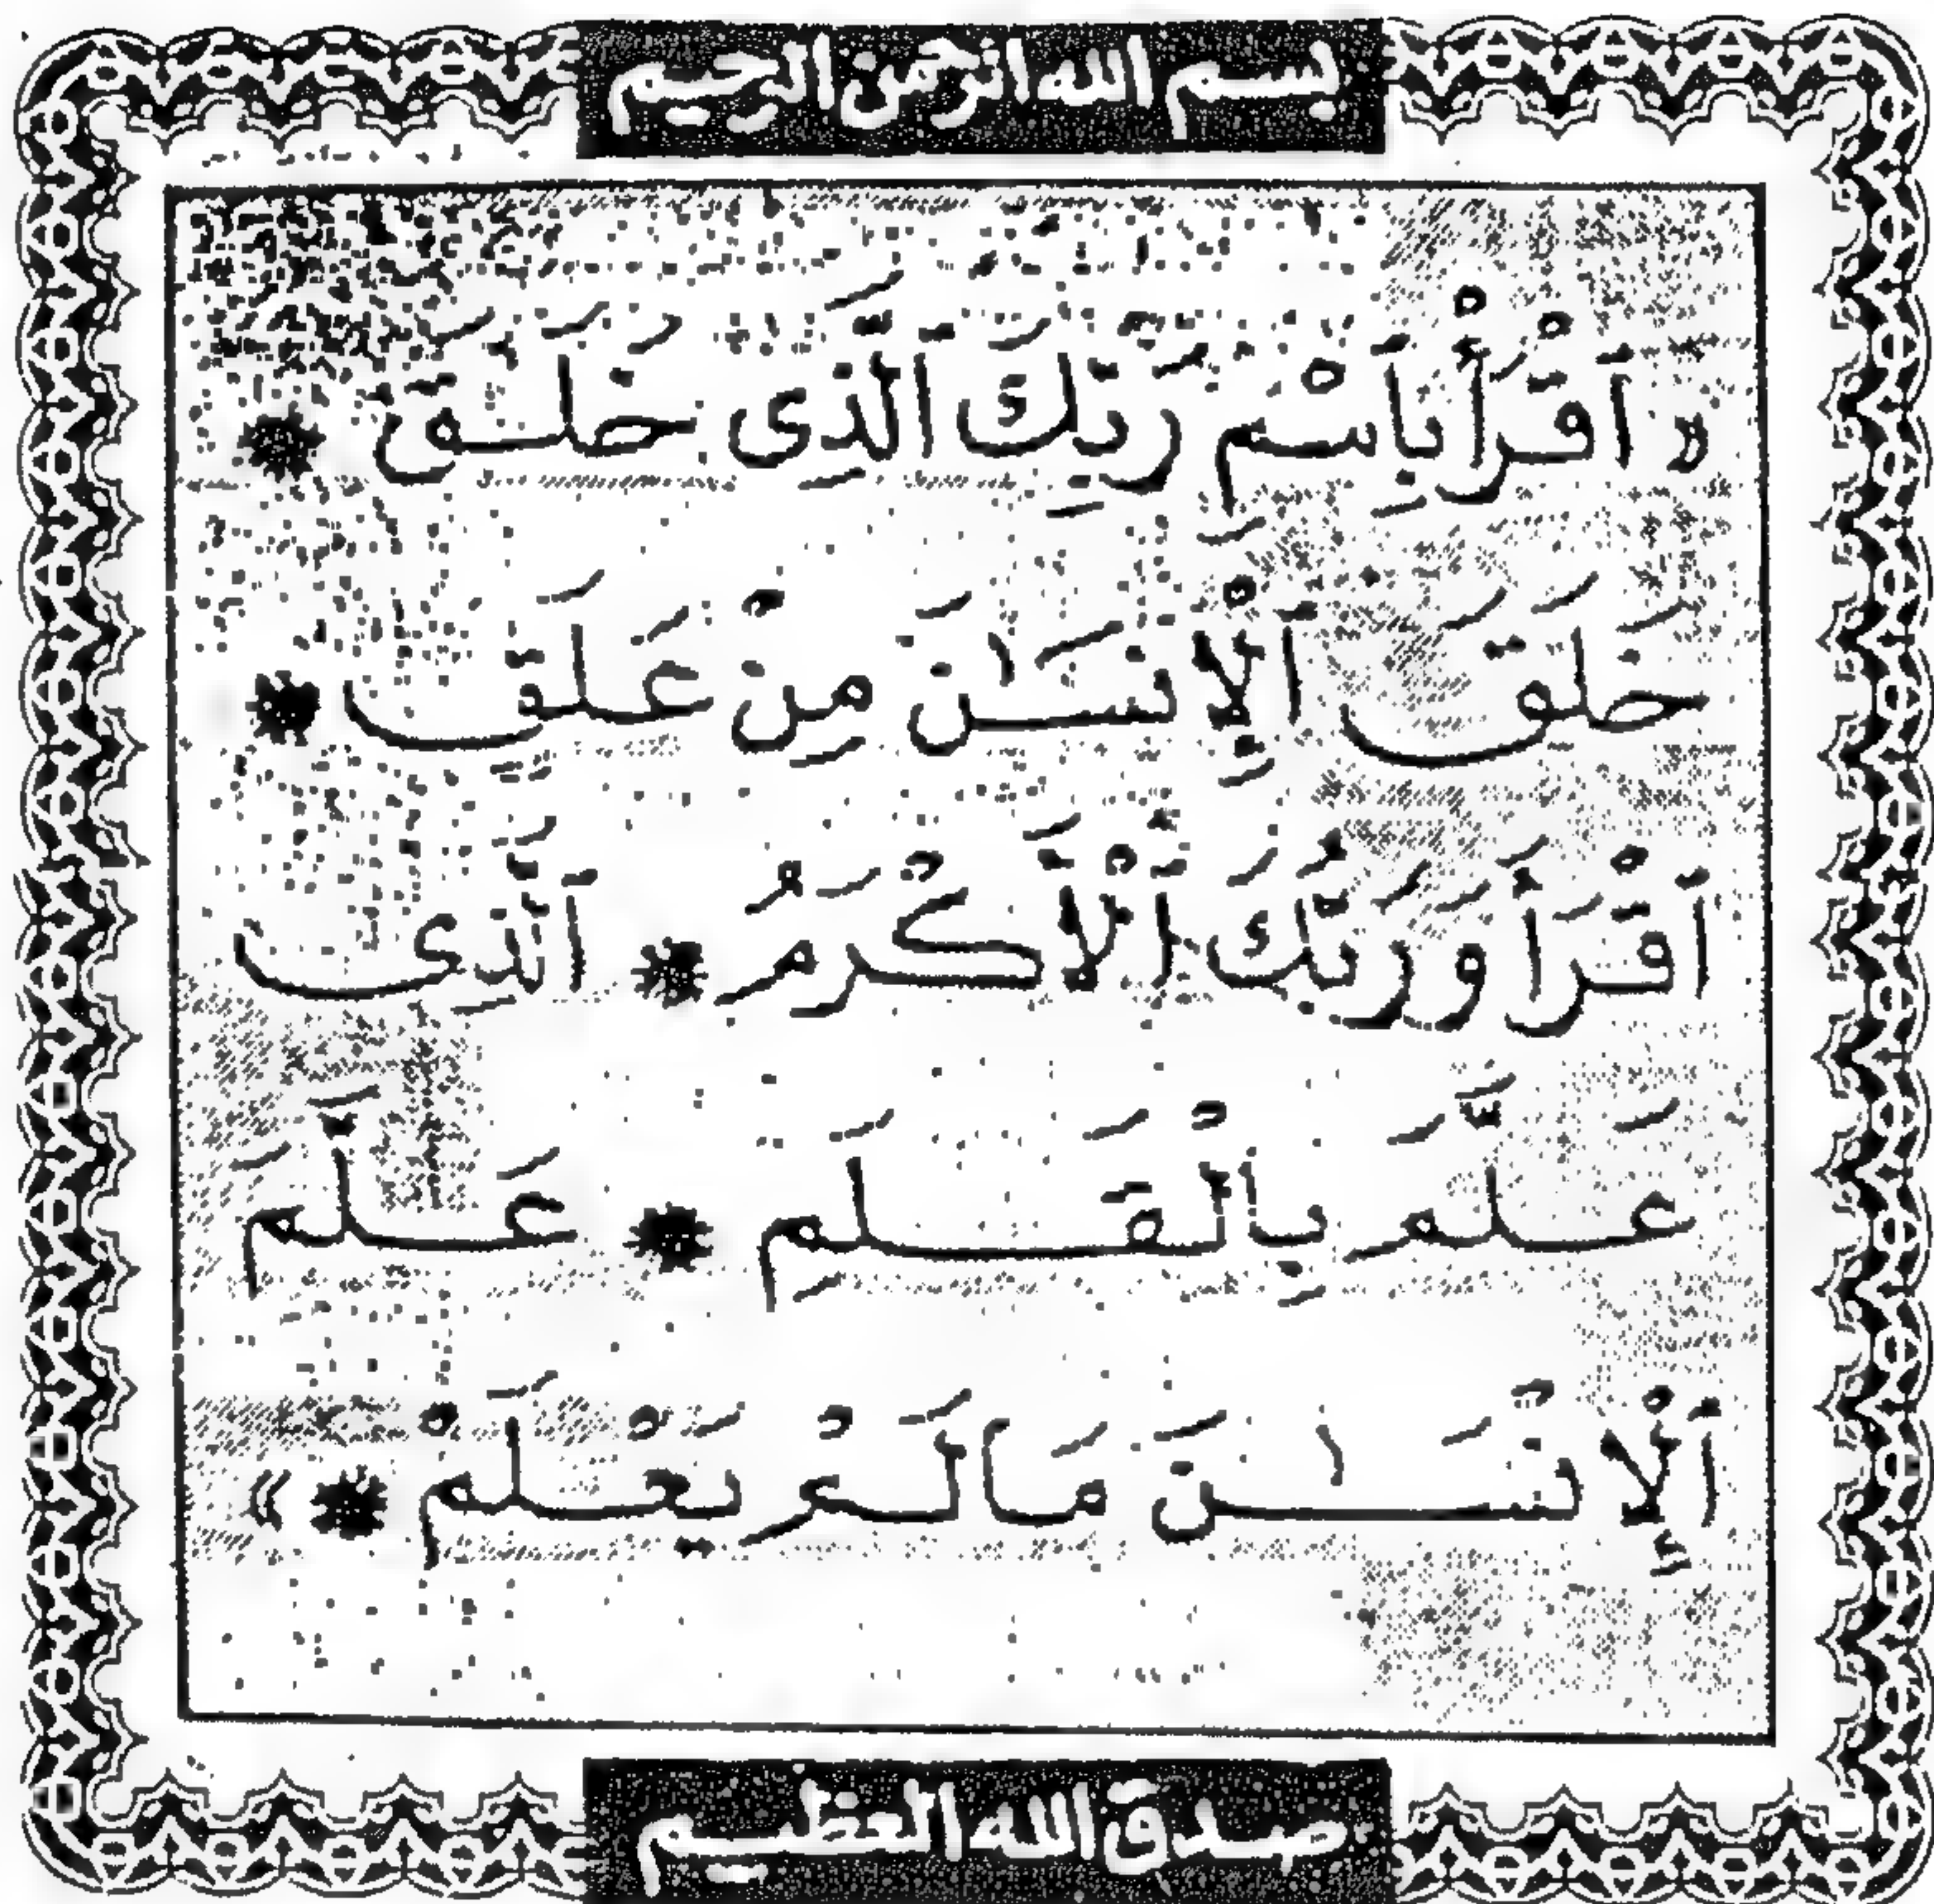 بسم الله الرحمن الرحيم
« ٱقْرَأْ بِٱسْمِ رَبِّكَ ٱلَّذِى خَلَقَ *
خَلَقَ ٱلْإِنسَـٰنَ مِنْ عَلَقٍ *
ٱقْرَأْ وَرَبُّكَ ٱلْأَكْرَمُ * ٱلَّذِى
عَلَّمَ بِٱلْقَلَمِ * عَلَّمَ
ٱلْإِنسَـٰنَ مَا لَمْ يَعْلَمْ * »
صدق الله العظيم